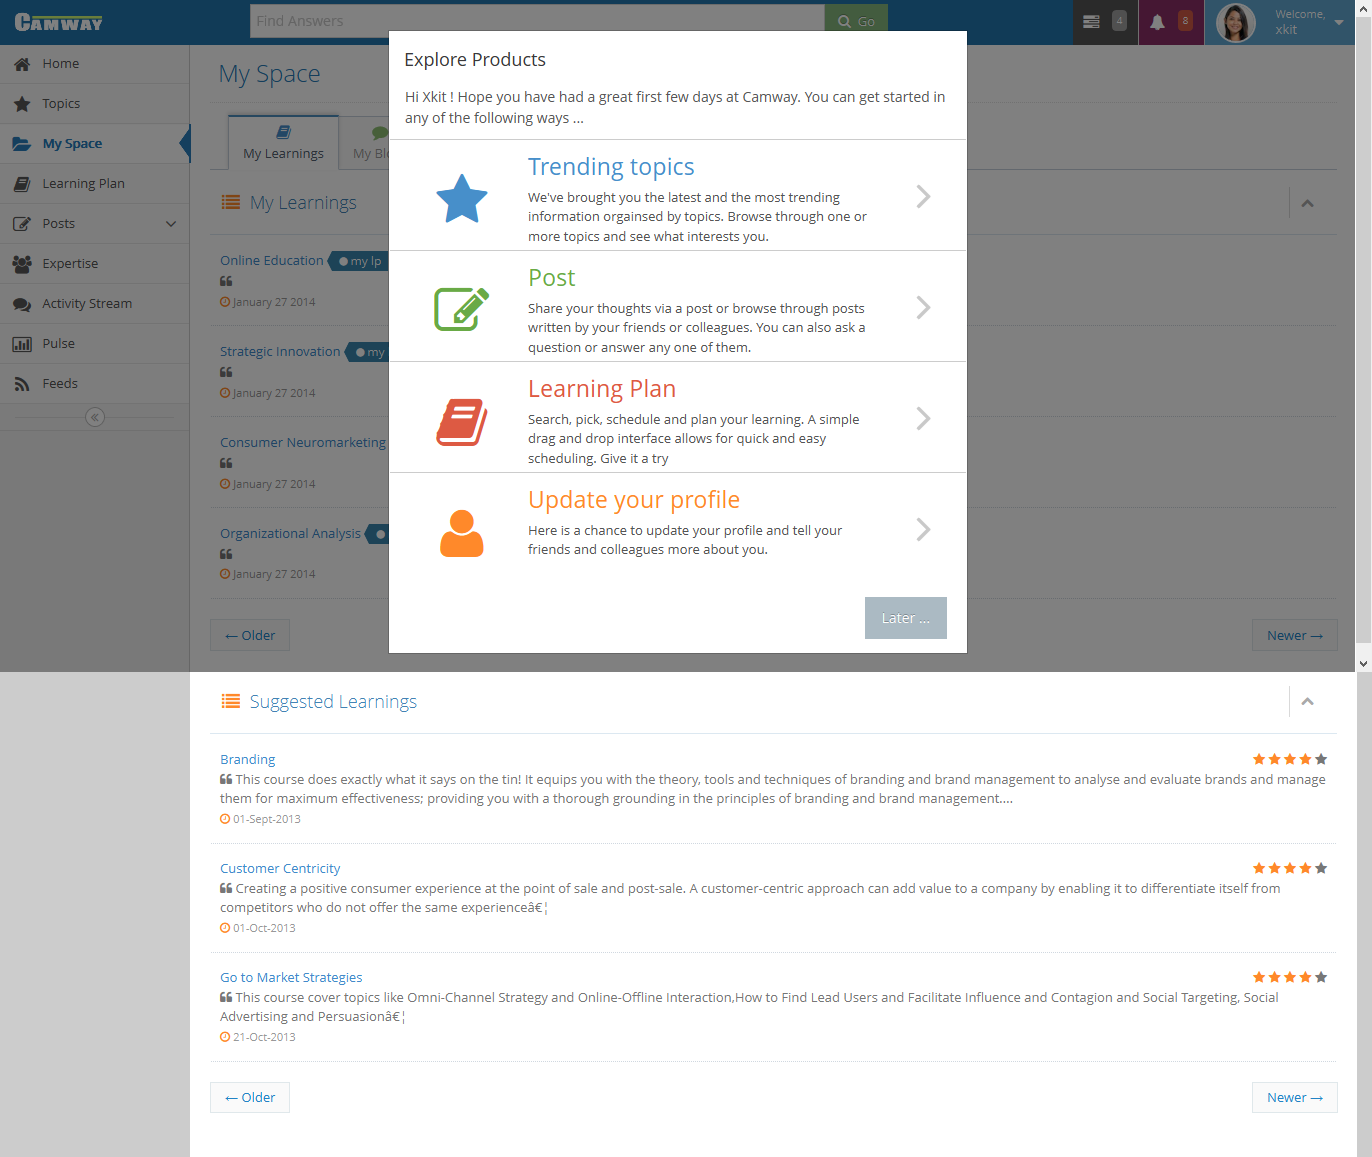 CAMWAY
Find Answers
Go
4
8
Welcome,
xkit
Home
Topics
My Space
Learning Plan
Posts
Expertise
Activity Stream
Pulse
Feeds
My Space
My Learnings
My Bl
My Learnings
Online Education my lp
January 27 2014
Strategic Innovation my
January 27 2014
Consumer Neuromarketing
January 27 2014
Organizational Analysis
January 27 2014
← Older
Newer →
Explore Products
Hi Xkit ! Hope you have had a great first few days at Camway. You can get started in
any of the following ways ...
Trending topics
We've brought you the latest and the most trending
information orgainsed by topics. Browse through one or
more topics and see what interests you.
Post
Share your thoughts via a post or browse through posts
written by your friends or colleagues. You can also ask a
question or answer any one of them.
Learning Plan
Search, pick, schedule and plan your learning. A simple
drag and drop interface allows for quick and easy
scheduling. Give it a try
Update your profile
Here is a chance to update your profile and tell your
friends and colleagues more about you.
Later ...
Suggested Learnings
Branding
❝ This course does exactly what it says on the tin! It equips you with the theory, tools and techniques of branding and brand management to analyse and evaluate brands and manage
them for maximum effectiveness; providing you with a thorough grounding in the principles of branding and brand management....
01-Sept-2013
Customer Centricity
❝ Creating a positive consumer experience at the point of sale and post-sale. A customer-centric approach can add value to a company by enabling it to differentiate itself from
competitors who do not offer the same experienceâ€¦
01-Oct-2013
Go to Market Strategies
❝ This course cover topics like Omni-Channel Strategy and Online-Offline Interaction,How to Find Lead Users and Facilitate Influence and Contagion and Social Targeting, Social
Advertising and Persuasionâ€¦
21-Oct-2013
← Older
Newer →